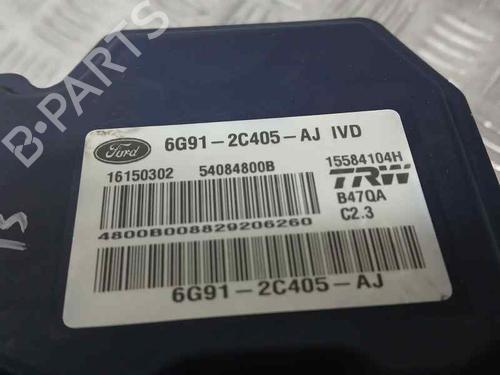 B-PARTS
Ford
6G91-2C405-AJ IVD
16150302 54084800B 15584104H
TRW
4800B008829206260 B47QA
C2.3
6G91-2C405-AJ